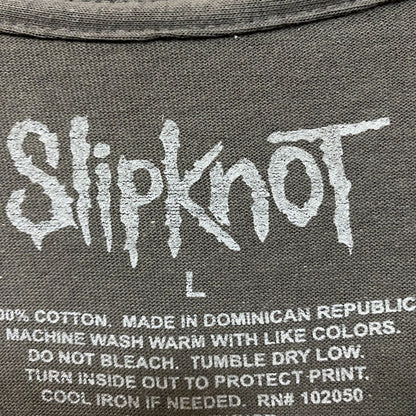 Slipknot
L
00% COTTON. MADE IN DOMINICAN REPUBLIC
MACHINE WASH WARM WITH LIKE COLORS.
DO NOT BLEACH. TUMBLE DRY LOW.
TURN INSIDE OUT TO PROTECT PRINT.
COOL IRON IF NEEDED. RN# 102050